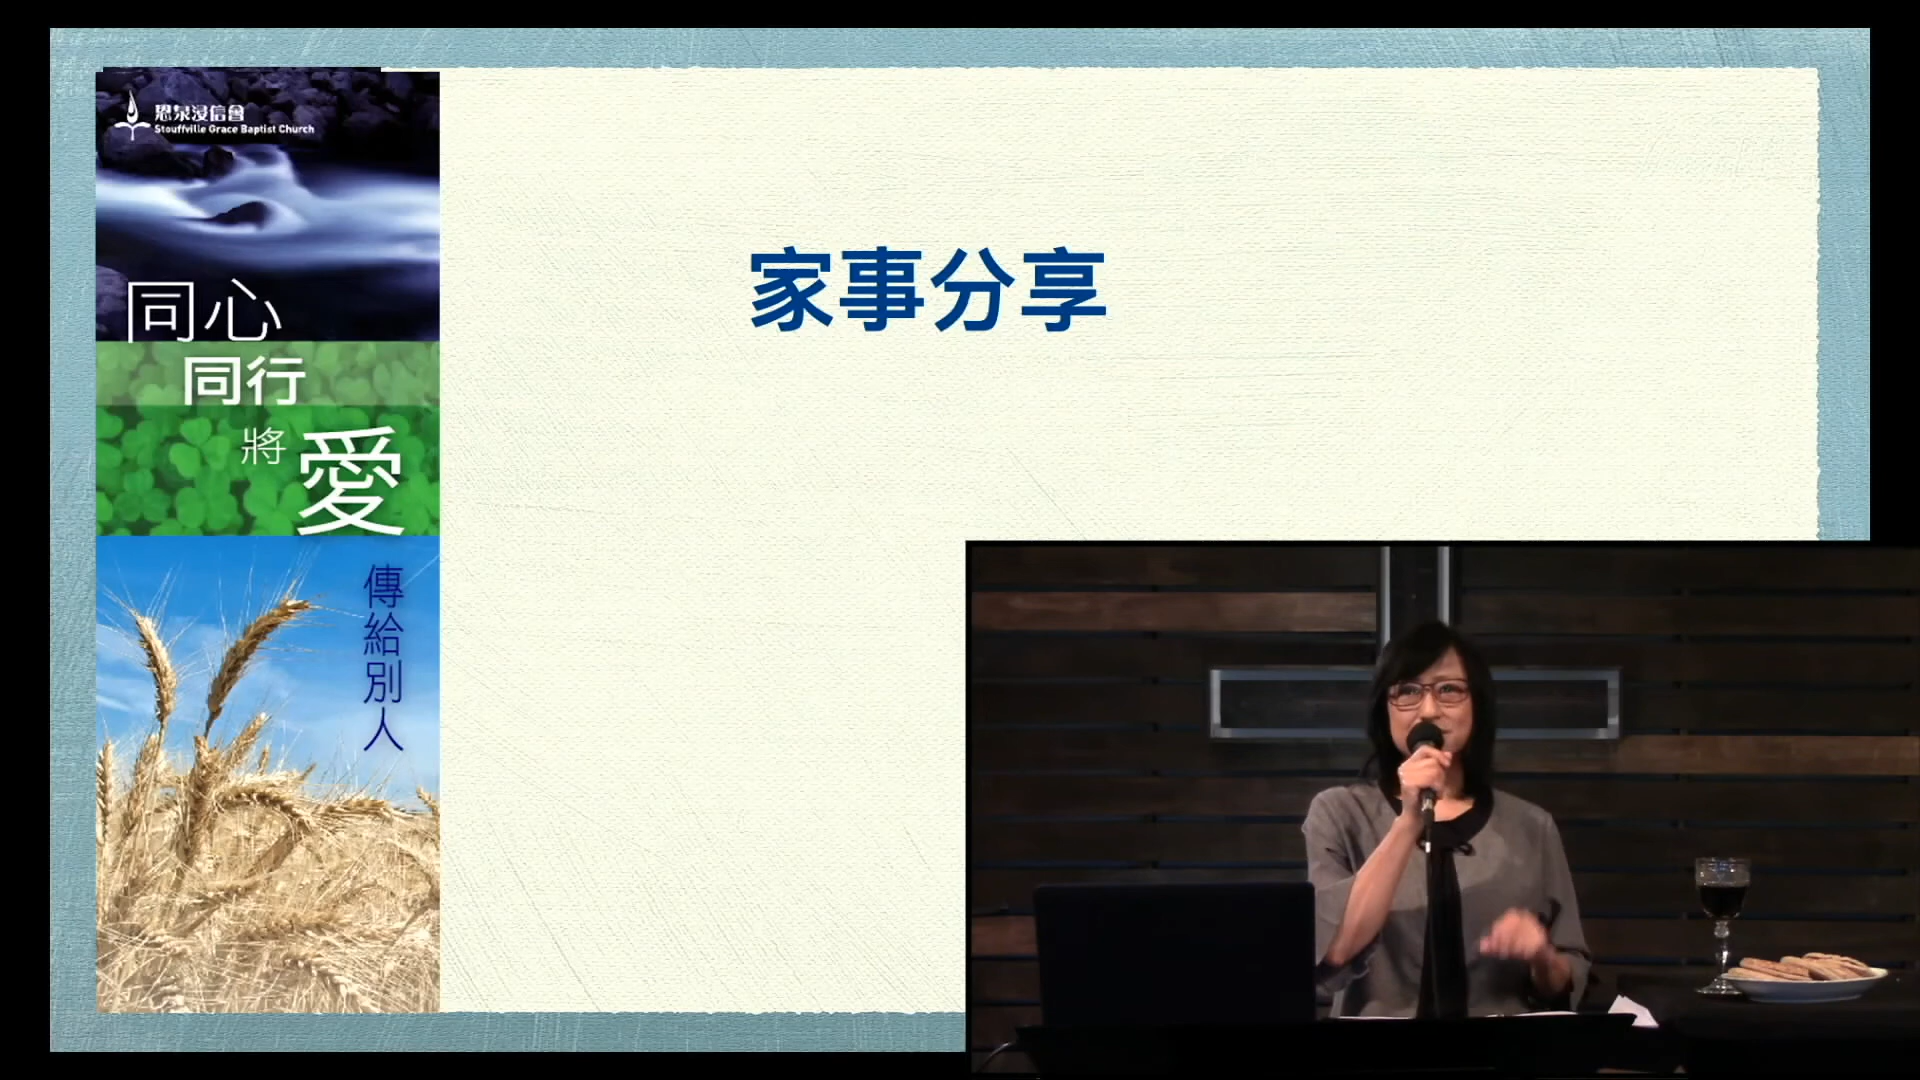 恩泉浸信會
Stouffville Grace Baptist Church
同心
同行
將愛
傳給別人
家事分享